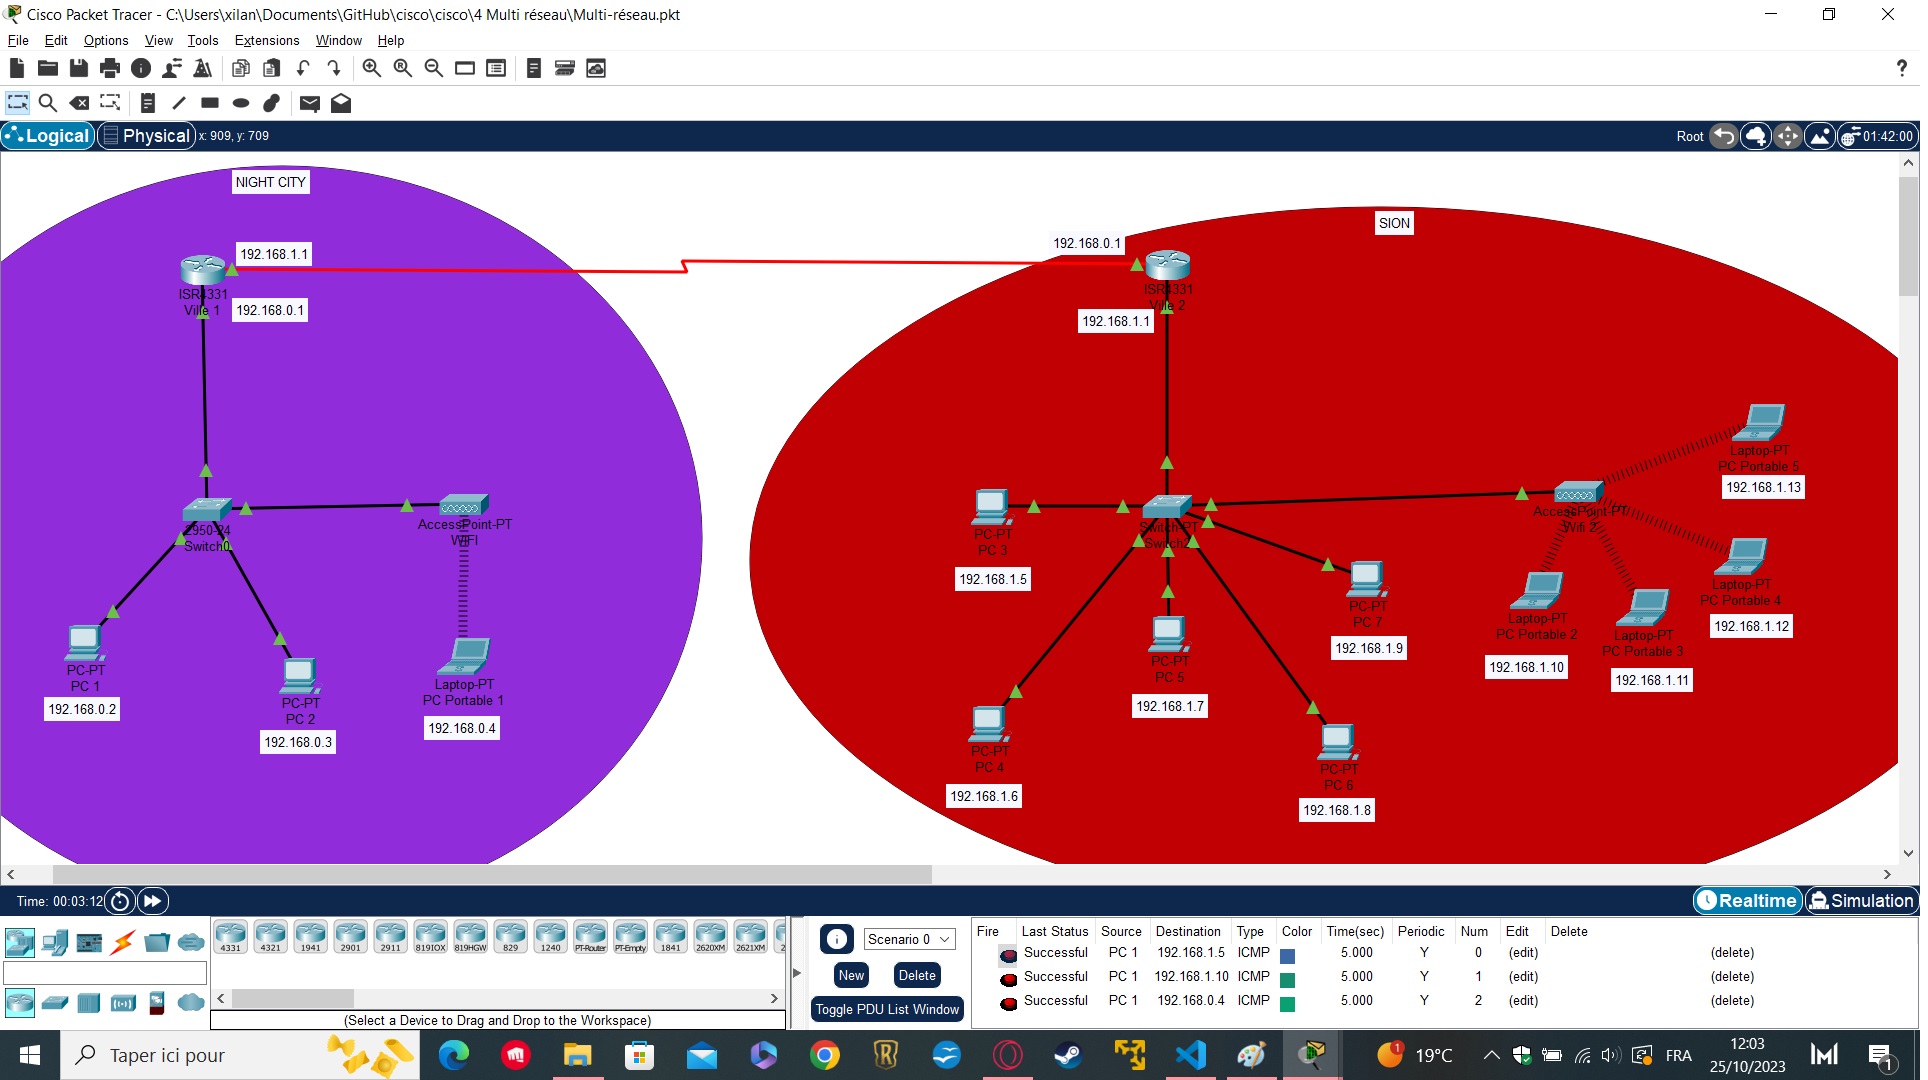 Cisco Packet Tracer - C:\Users\xilan\Documents\GitHub\cisco\cisco\4 Multi réseau\Multi-réseau.pkt
File Edit Options View Tools Extensions Window Help
?
Logical Physical x: 909, y: 709
Root 01:42:00
NIGHT CITY
192.168.1.1
ISR4331
Ville 1
192.168.0.1
2950-24
Switch0
AccessPoint-PT
WIFI
PC-PT
PC 1
192.168.0.2
PC-PT
PC 2
192.168.0.3
Laptop-PT
PC Portable 1
192.168.0.4
SION
192.168.0.1
ISR4331
Ville 2
192.168.1.1
PC-PT
PC 3
192.168.1.5
Switch-PT
Switch2
PC-PT
PC 4
192.168.1.6
PC-PT
PC 5
192.168.1.7
PC-PT
PC 6
192.168.1.8
PC-PT
PC 7
192.168.1.9
AccessPoint-PT
Wifi 2
Laptop-PT
PC Portable 2
192.168.1.10
Laptop-PT
PC Portable 3
192.168.1.11
Laptop-PT
PC Portable 4
192.168.1.12
Laptop-PT
PC Portable 5
192.168.1.13
Time: 00:03:12
Realtime Simulation
4331 4321 1941 2901 2911 819IOX 819HGW 829 1240 PT-Router PT-Empty 1841 2620XM 2621XM 2
(Select a Device to Drag and Drop to the Workspace)
Scenario 0
New Delete
Toggle PDU List Window
Fire Last Status Source Destination Type Color Time(sec) Periodic Num Edit Delete
Successful PC 1 192.168.1.5 ICMP 5.000 Y 0 (edit) (delete)
Successful PC 1 192.168.1.10 ICMP 5.000 Y 1 (edit) (delete)
Successful PC 1 192.168.0.4 ICMP 5.000 Y 2 (edit) (delete)
Taper ici pour
1 19°C
FRA
12:03
25/10/2023
1